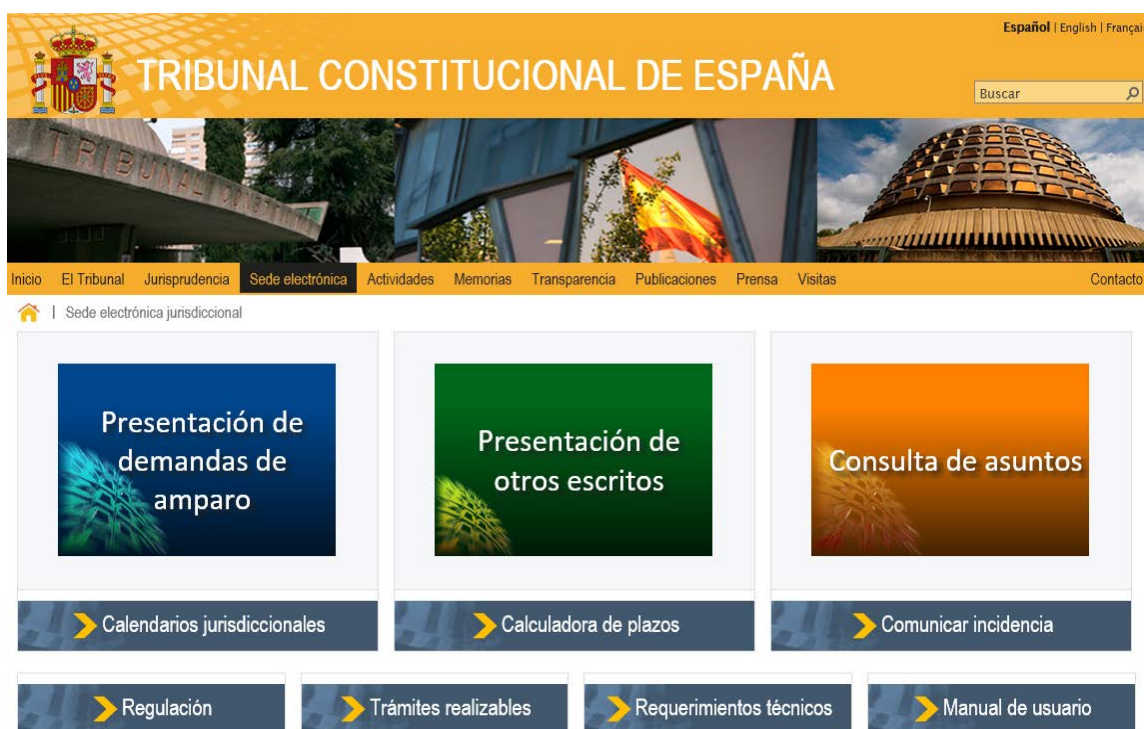 Español | English | Françai
TRIBUNAL CONSTITUCIONAL DE ESPAÑA
Buscar
TRIBUNAL CONSTI
Inicio El Tribunal Jurisprudencia Sede electrónica Actividades Memorias Transparencia Publicaciones Prensa Visitas Contacto
| Sede electrónica jurisdiccional
Presentación de
demandas de
amparo
Presentación de
otros escritos
Consulta de asuntos
Calendarios jurisdiccionales
Calculadora de plazos
Comunicar incidencia
Regulación
Trámites realizables
Requerimientos técnicos
Manual de usuario